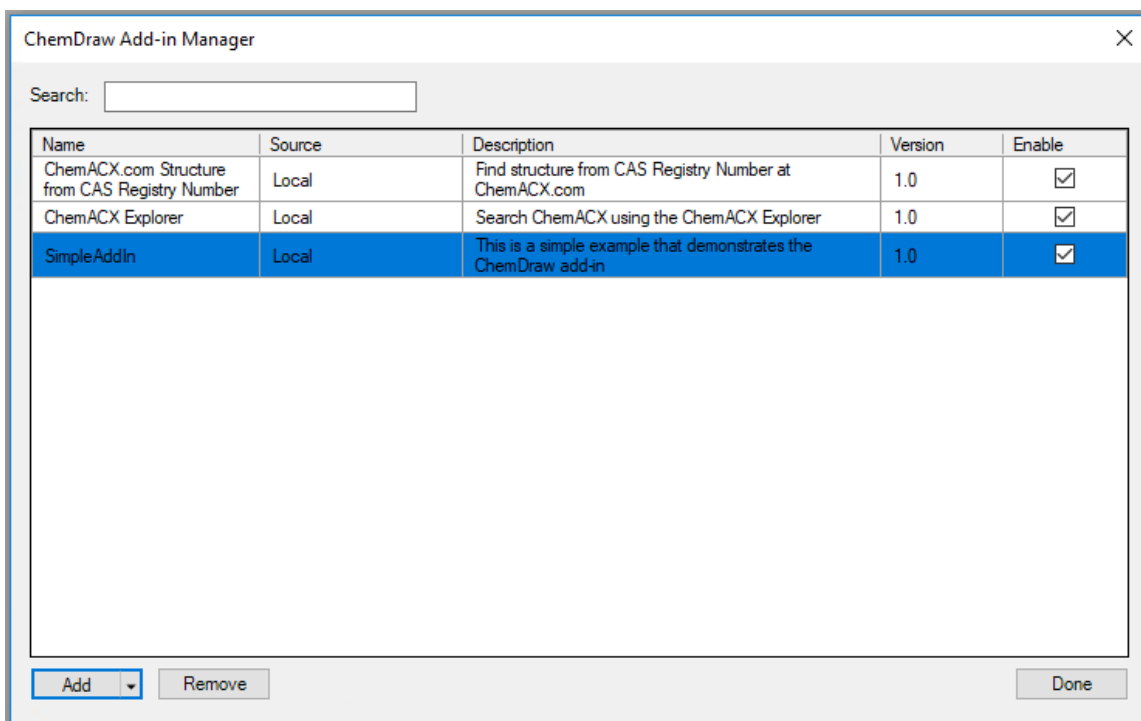 ChemDraw Add-in Manager
Search:
Name Source Description Version Enable
ChemACX.com Structure
from CAS Registry Number
Local
Find structure from CAS Registry Number at
ChemACX.com
1.0
ChemACX Explorer Local Search ChemACX using the ChemACX Explorer 1.0
SimpleAddIn Local
This is a simple example that demonstrates the
ChemDraw add-in
1.0
Add Remove Done